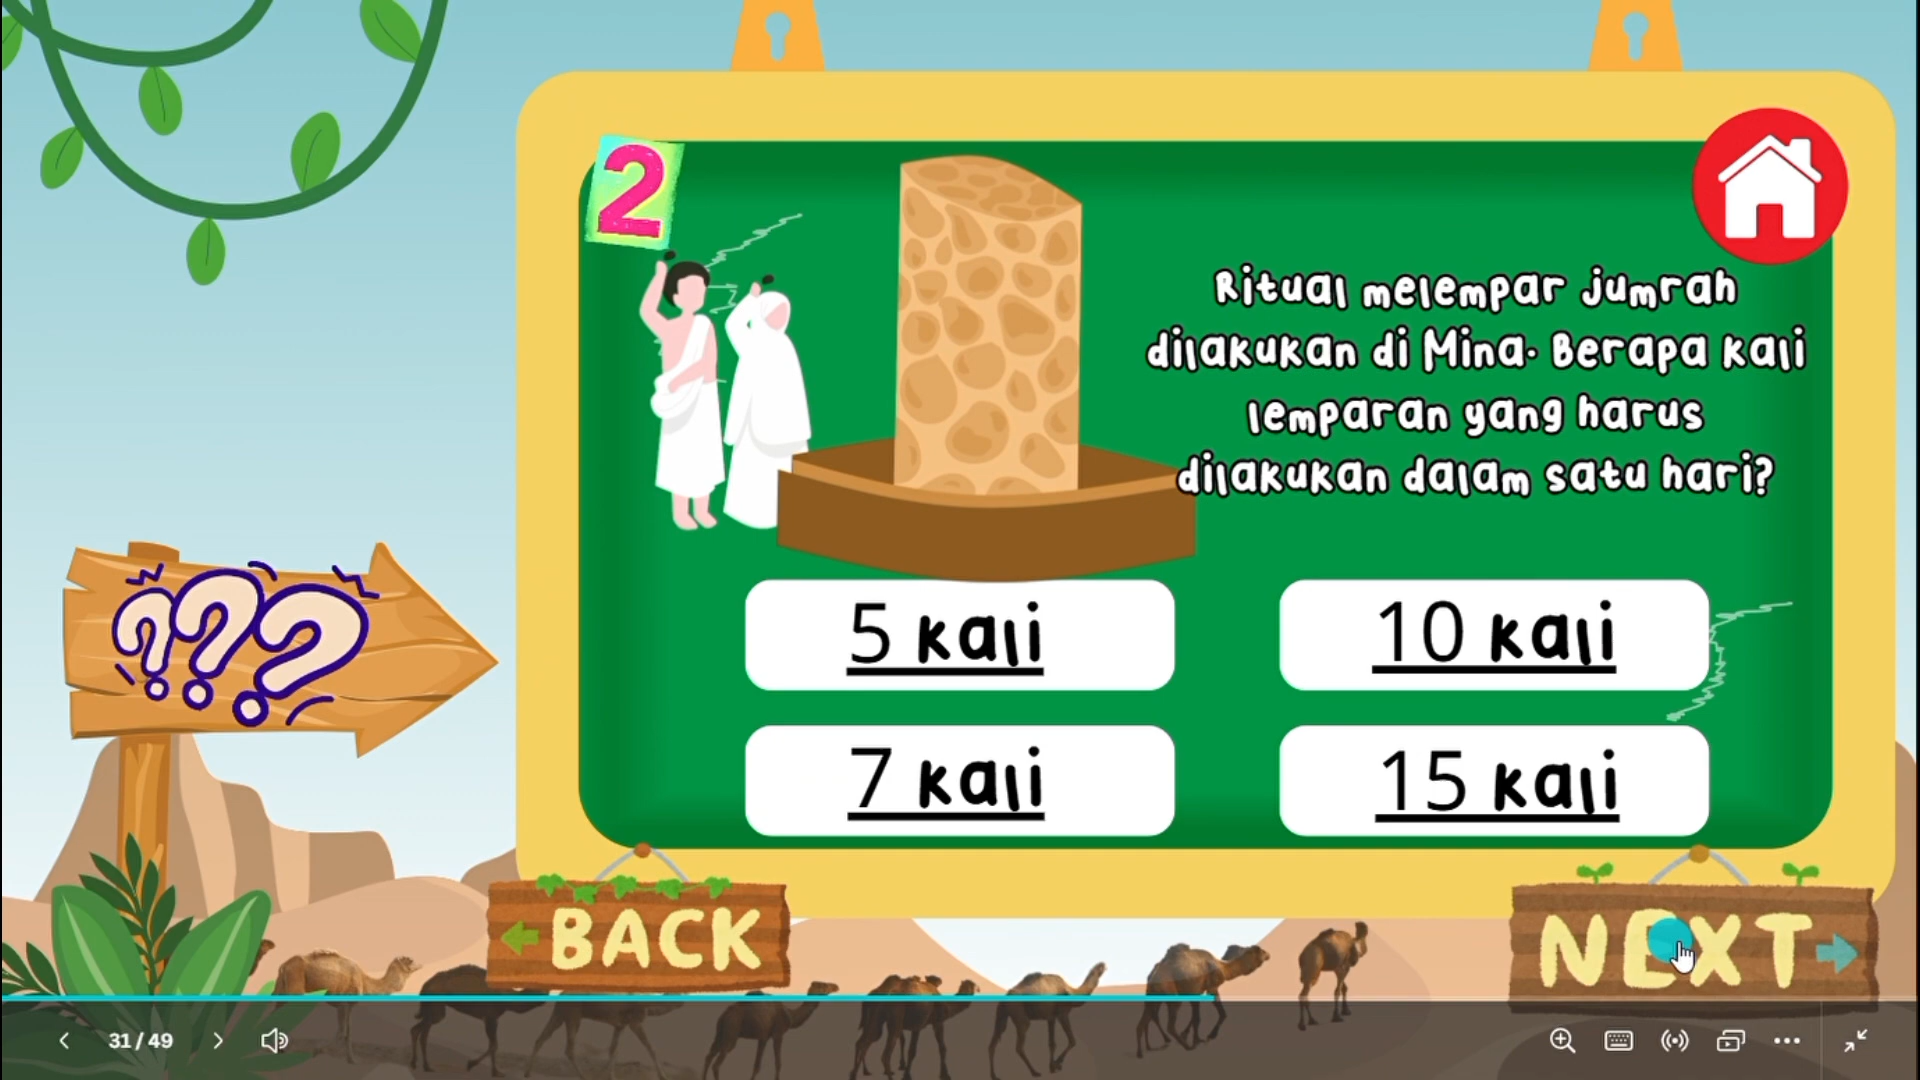 2
Ritual melempar jumrah
dilakukan di Mina. Berapa kali
lemparan yang harus
dilakukan dalam satu hari?
???
5 kali
10 kali
7 kali
15 kali
BACK
NEXT
31 / 49